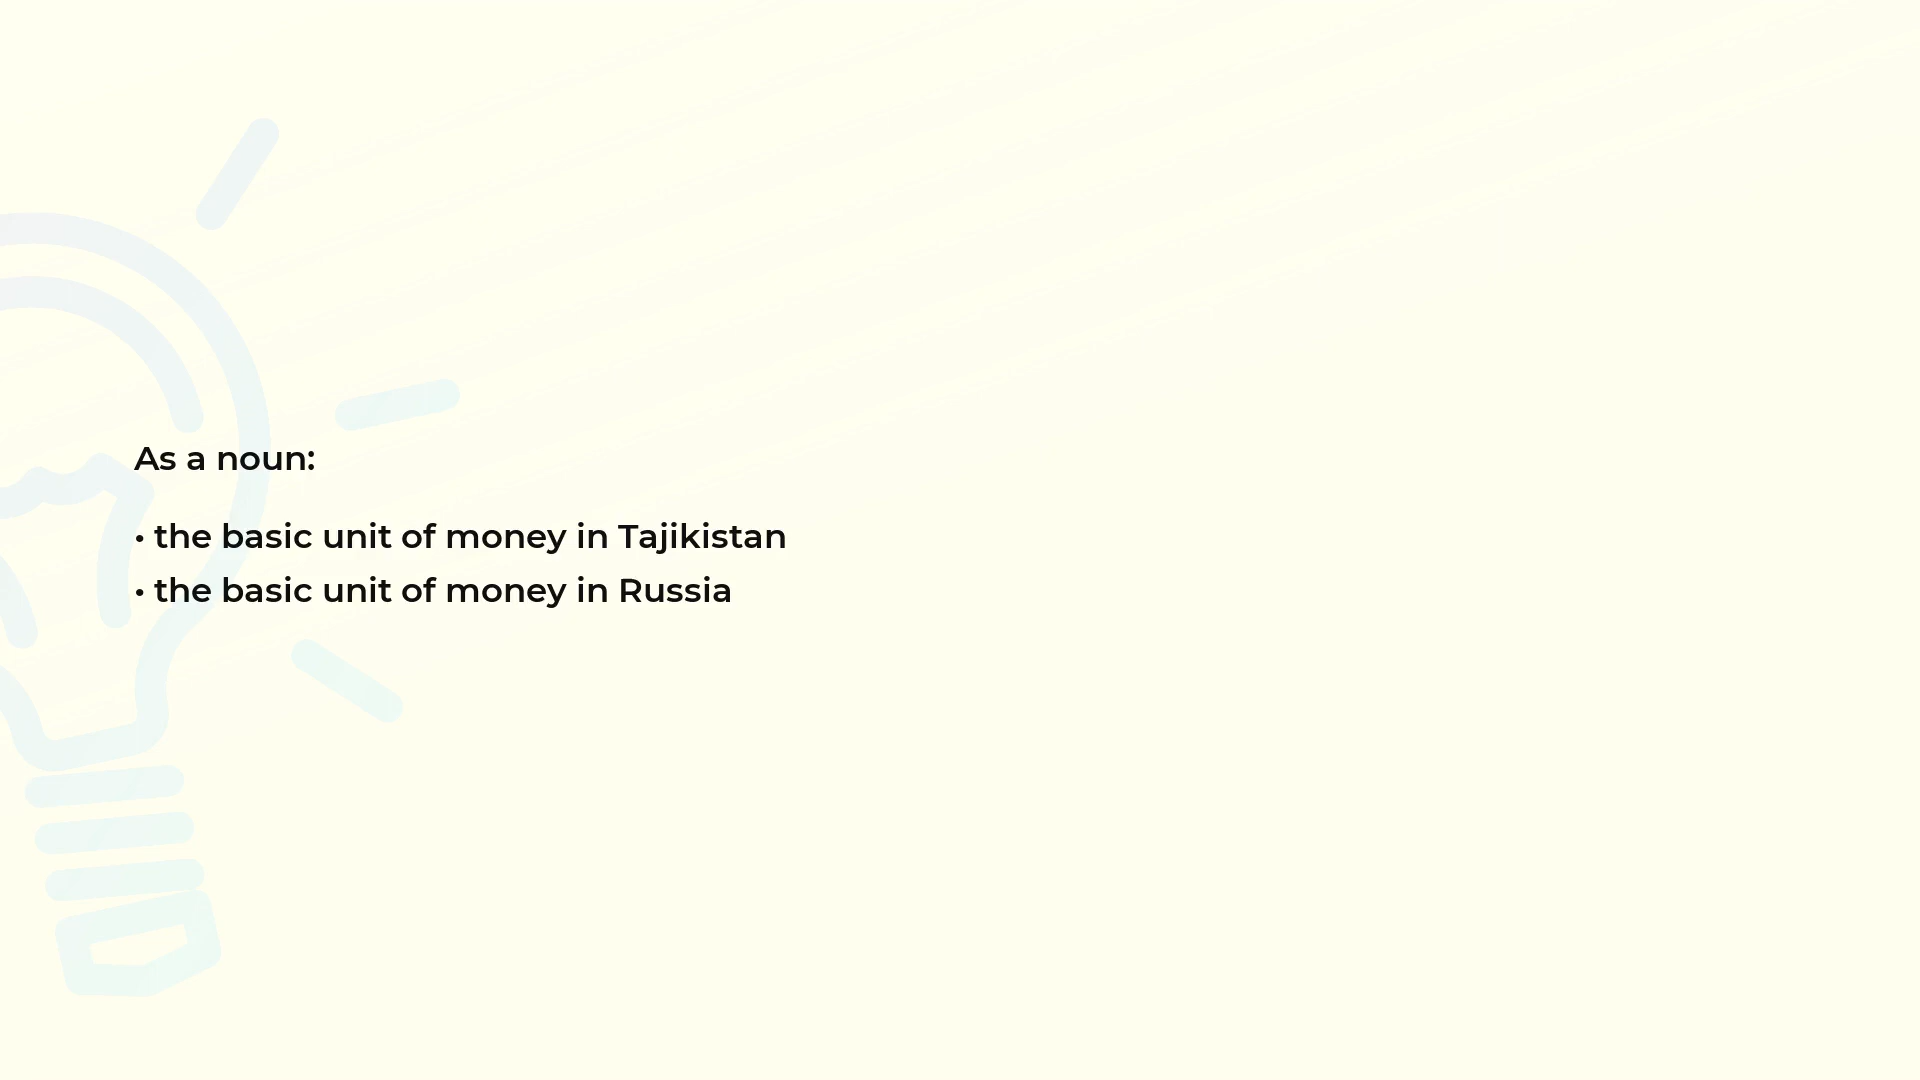 As a noun:
• the basic unit of money in Tajikistan
• the basic unit of money in Russia